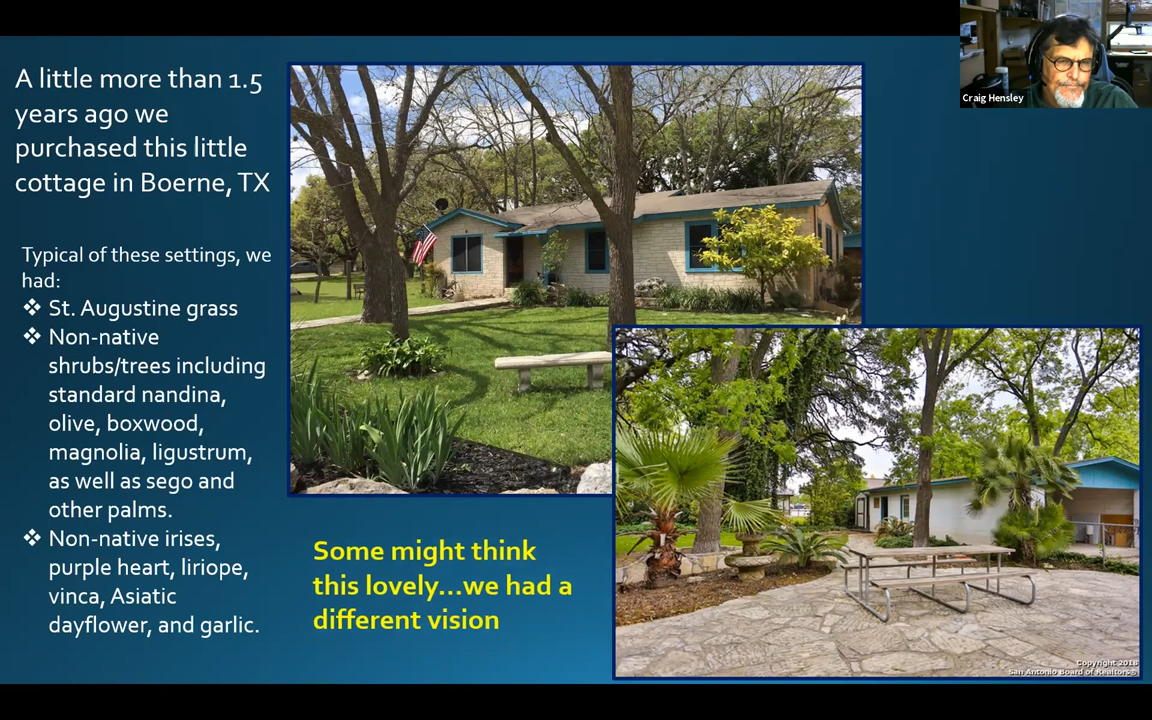 A little more than 1.5
years ago we
purchased this little
cottage in Boerne, TX
Typical of these settings, we
had:
❖ St. Augustine grass
❖ Non-native
shrubs/trees including
standard nandina,
olive, boxwood,
magnolia, ligustrum,
as well as sego and
other palms.
❖ Non-native irises,
purple heart, liriope,
vinca, Asiatic
dayflower, and garlic.
Some might think
this lovely...we had a
different vision
Craig Hensley
Copyright 2018
San Antonio Board of Realtors®